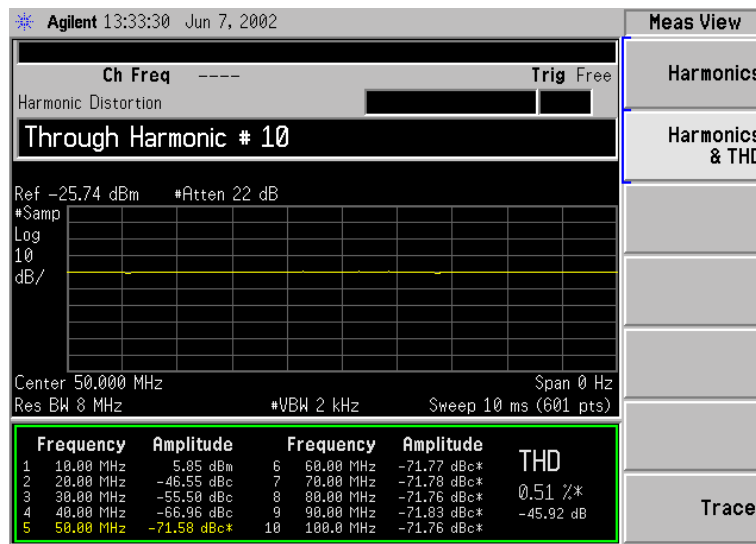 Agilent 13:33:30 Jun 7, 2002
Meas View
Ch Freq ---- Trig Free
Harmonics
Harmonic Distortion
Through Harmonic # 10
Harmonics
& THD
Ref -25.74 dBm #Atten 22 dB
#Samp
Log
10
dB/
Center 50.000 MHz Span 0 Hz
Res BW 8 MHz #VBW 2 kHz Sweep 10 ms (601 pts)
Frequency Amplitude Frequency Amplitude THD
1 10.00 MHz 5.85 dBm 6 60.00 MHz -71.77 dBc*
2 20.00 MHz -46.55 dBc 7 70.00 MHz -71.78 dBc*
3 30.00 MHz -55.50 dBc 8 80.00 MHz -71.76 dBc* 0.51 %*
4 40.00 MHz -66.96 dBc 9 90.00 MHz -71.83 dBc* -45.92 dB
5 50.00 MHz -71.58 dBc* 10 100.0 MHz -71.76 dBc*
Trace